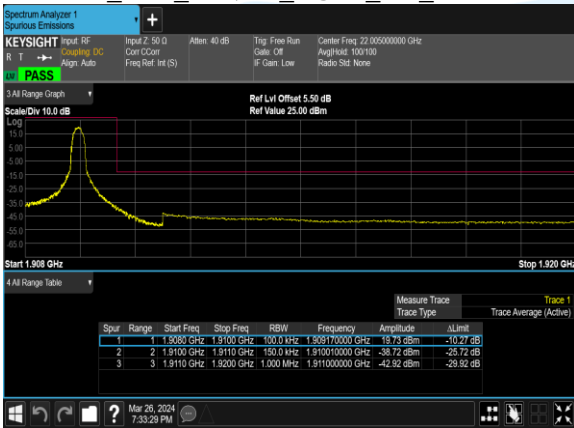 Spectrum Analyzer 1
Spurious Emissions
+
KEYSIGHT Input: RF Input Z: 50 Ω Atten: 40 dB Trig: Free Run Center Freq: 22.005000000 GHz
R T Coupling: DC Corr CCorr Gate: Off Avg|Hold: 100/100
Align: Auto Freq Ref: Int (S) IF Gain: Low Radio Std: None
PASS
3 All Range Graph
Ref Lvl Offset 5.50 dB
Scale/Div 10.0 dB Ref Value 25.00 dBm
Log
15.0
5.00
-5.00
-15.0
-25.0
-35.0
-45.0
-55.0
-65.0
Start 1.908 GHz Stop 1.920 GHz
4 All Range Table
Measure Trace Trace 1
Trace Type Trace Average (Active)
Spur Range Start Freq Stop Freq RBW Frequency Amplitude ΔLimit
1 1 1.9080 GHz 1.9100 GHz 100.0 kHz 1.909170000 GHz 19.73 dBm -10.27 dB
2 2 1.9100 GHz 1.9110 GHz 150.0 kHz 1.910010000 GHz -38.72 dBm -25.72 dB
3 3 1.9110 GHz 1.9200 GHz 1.000 MHz 1.911000000 GHz -42.92 dBm -29.92 dB
? Mar 26, 2024
7:33:29 PM